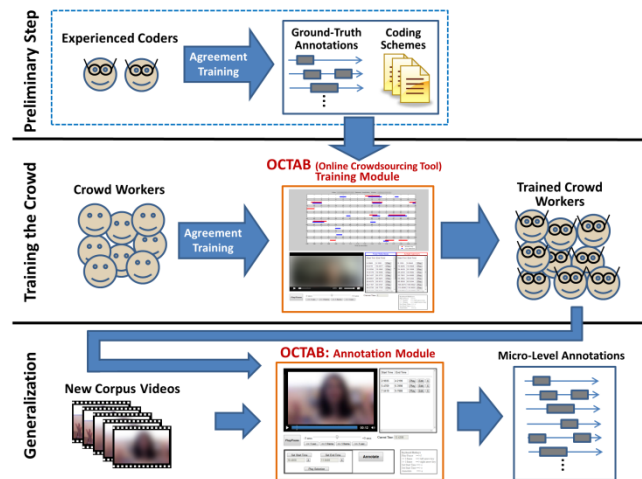 Preliminary Step
Experienced Coders
Agreement
Training
Ground-Truth
Annotations
Coding
Schemes
Training the Crowd
Crowd Workers
Agreement
Training
OCTAB (Online Crowdsourcing Tool)
Training Module
Trained Crowd
Workers
Generalization
New Corpus Videos
OCTAB: Annotation Module
Annotate
Micro-Level Annotations